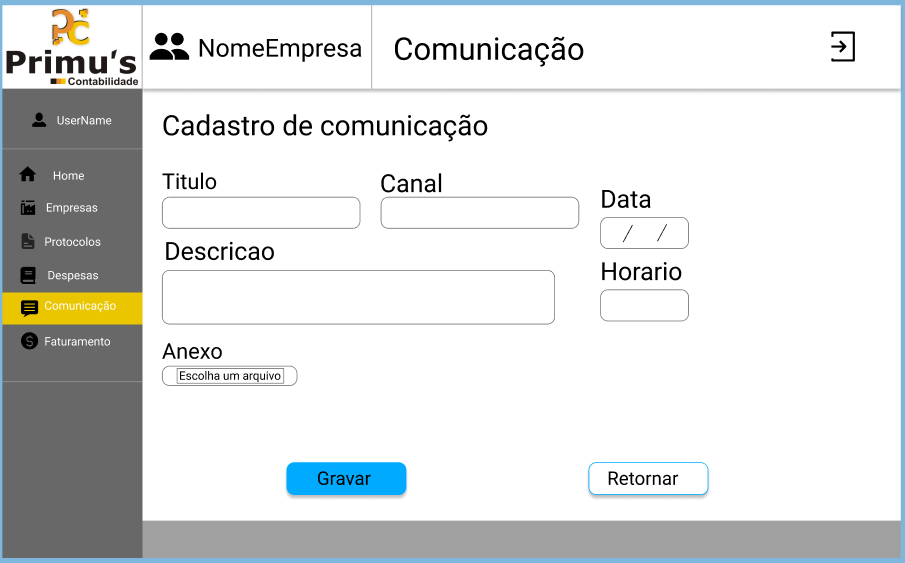 Primu's
Contabilidade
NomeEmpresa
Comunicação
UserName
Home
Empresas
Protocolos
Despesas
Comunicação
Faturamento
Cadastro de comunicação
Titulo
Canal
Data
/ /
Descricao
Horario
Anexo
Escolha um arquivo
Gravar
Retornar